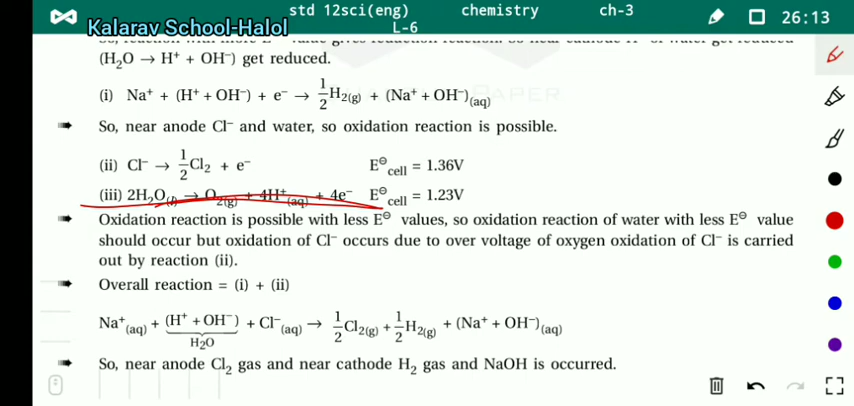 std 12sci(eng) chemistry ch-3
Kalarav School-Halol L-6 26:13
(H₂O → H⁺ + OH⁻) get reduced.
(i) Na⁺ + (H⁺ + OH⁻) + e⁻ → 1/2 H₂(g) + (Na⁺ + OH⁻)(aq)
So, near anode Cl⁻ and water, so oxidation reaction is possible.
(ii) Cl⁻ → 1/2 Cl₂ + e⁻ E⊖cell = 1.36V
(iii) 2H₂O(l) → O₂(g) + 4H⁺(aq) + 4e⁻ E⊖cell = 1.23V
Oxidation reaction is possible with less E⊖ values, so oxidation reaction of water with less E⊖ value
should occur but oxidation of Cl⁻ occurs due to over voltage of oxygen oxidation of Cl⁻ is carried
out by reaction (ii).
Overall reaction = (i) + (ii)
Na⁺(aq) + (H⁺ + OH⁻) + Cl⁻(aq) → 1/2 Cl₂(g) + 1/2 H₂(g) + (Na⁺ + OH⁻)(aq)
H₂O
So, near anode Cl₂ gas and near cathode H₂ gas and NaOH is occurred.